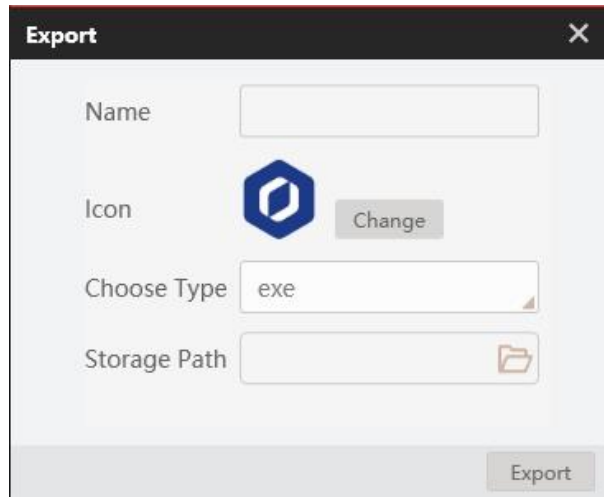 Export
Name
Icon
Change
Choose Type exe
Storage Path
Export